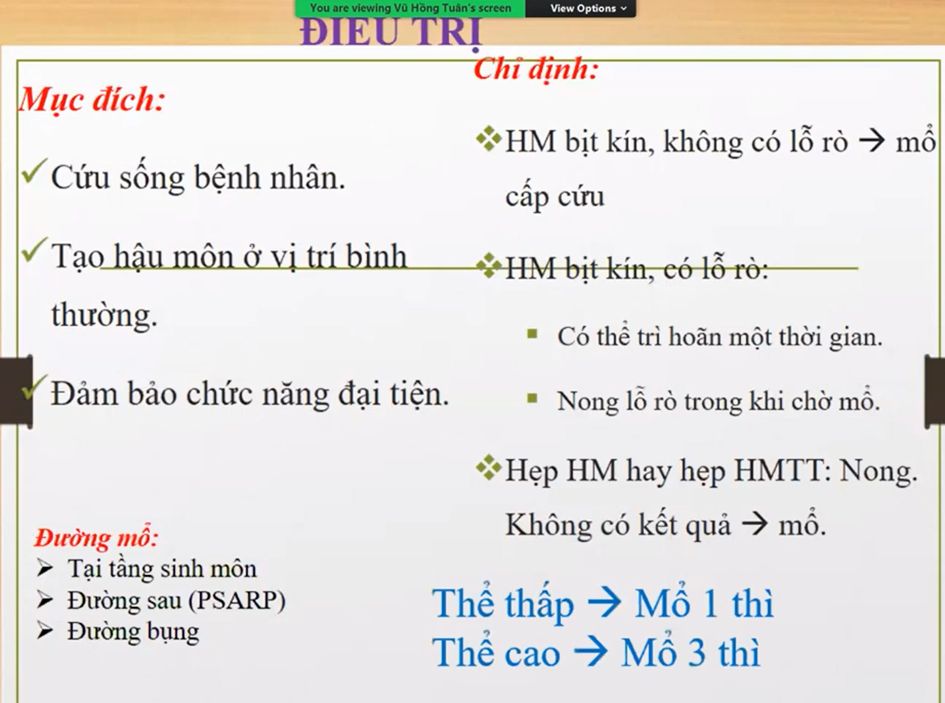 You are viewing Vũ Hồng Tuân's screen
View Options
ĐIỀU TRỊ
Mục đích:
Cứu sống bệnh nhân.
Tạo hậu môn ở vị trí bình
thường.
Đảm bảo chức năng đại tiện.
Đường mổ:
Tại tầng sinh môn
Đường sau (PSARP)
Đường bụng
Chỉ định:
HM bịt kín, không có lỗ rò → mổ
cấp cứu
HM bịt kín, có lỗ rò:
Có thể trì hoãn một thời gian.
Nong lỗ rò trong khi chờ mổ.
Hẹp HM hay hẹp HMTT: Nong.
Không có kết quả → mổ.
Thể thấp → Mổ 1 thì
Thể cao → Mổ 3 thì